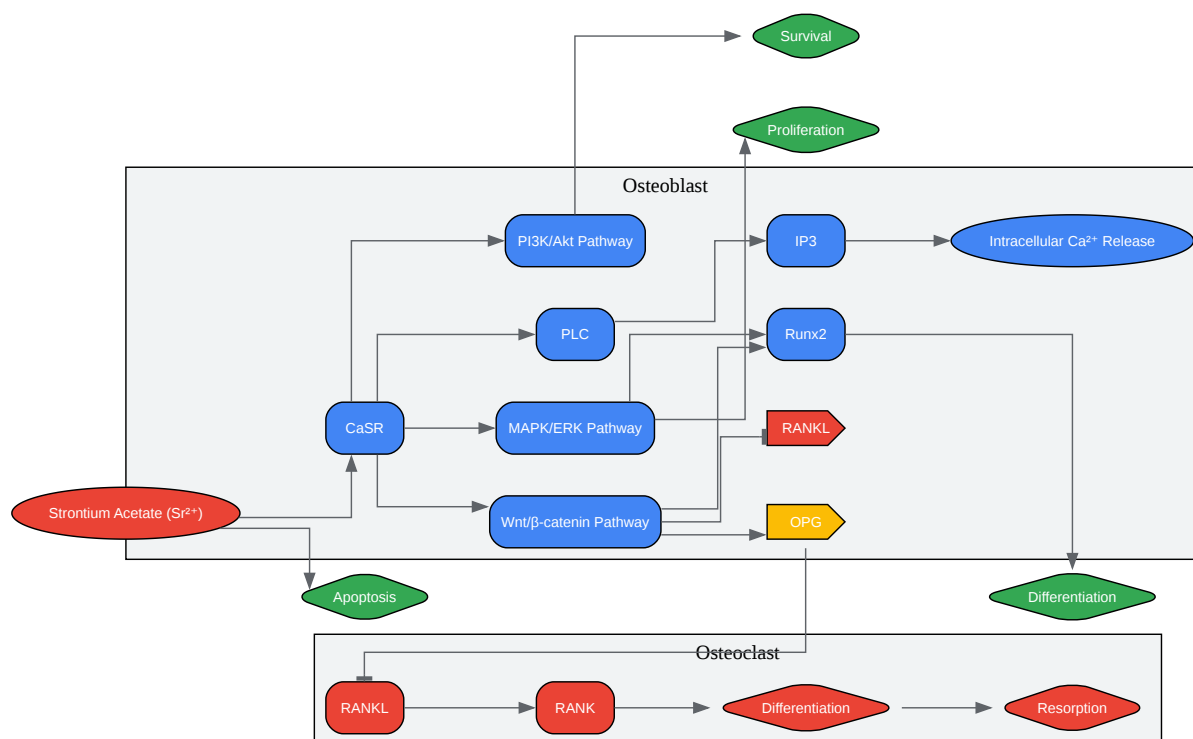 Survival
Proliferation
Osteoblast
PI3K/Akt Pathway
IP3
Intracellular Ca²⁺ Release
PLC
Runx2
CaSR
MAPK/ERK Pathway
RANKL
Strontium Acetate (Sr²⁺)
Wnt/β-catenin Pathway
OPG
Apoptosis
Differentiation
Osteoclast
RANKL
RANK
Differentiation
Resorption